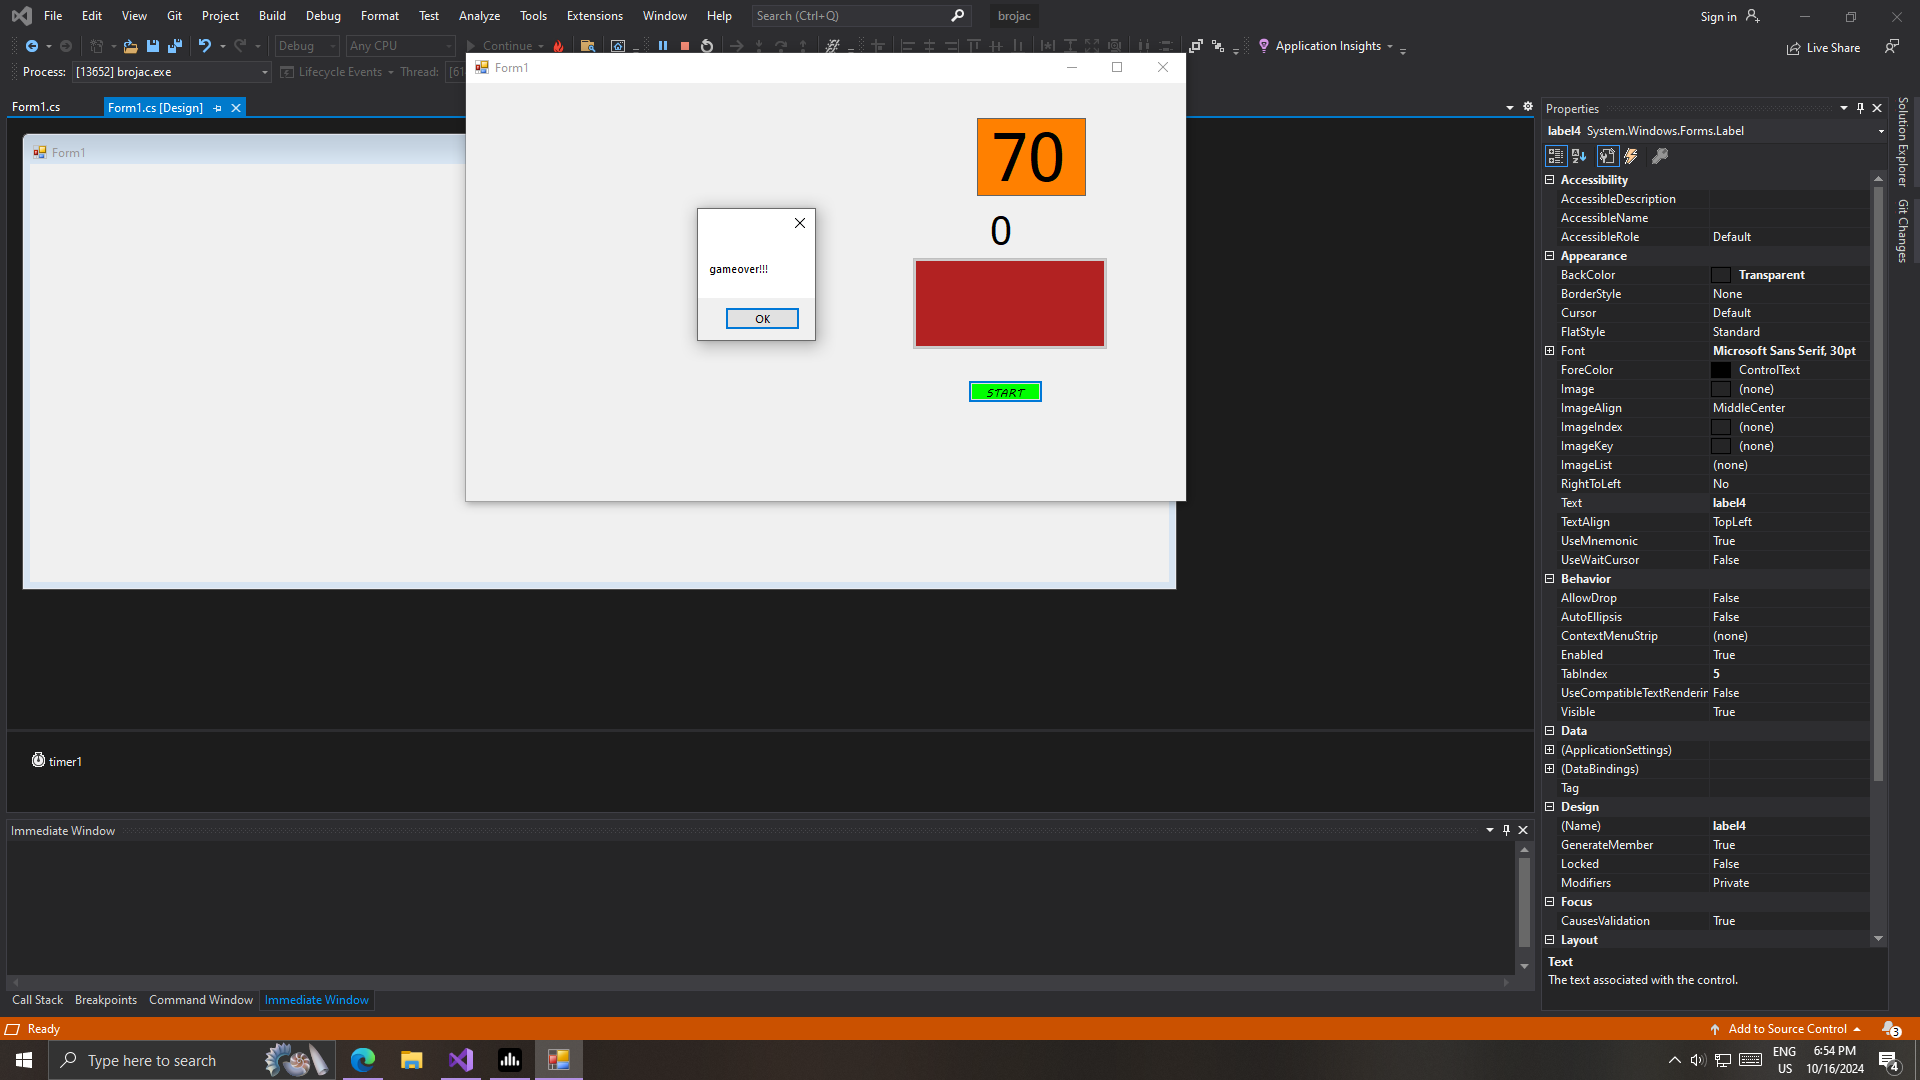 File Edit View Git Project Build Debug Format Test Analyze Tools Extensions Window Help Search (Ctrl+Q) brojac Sign in
Debug Any CPU Continue Application Insights Live Share
Process: [13652] brojac.exe Lifecycle Events Thread: [61
Form1.cs Form1.cs [Design]
Form1
Form1
70
0
gameover!!!
OK
START
timer1
Immediate Window
Call Stack Breakpoints Command Window Immediate Window
Properties
label4 System.Windows.Forms.Label
Accessibility
AccessibleDescription
AccessibleName
AccessibleRole Default
Appearance
BackColor Transparent
BorderStyle None
Cursor Default
FlatStyle Standard
Font Microsoft Sans Serif, 30pt
ForeColor ControlText
Image (none)
ImageAlign MiddleCenter
ImageIndex (none)
ImageKey (none)
ImageList (none)
RightToLeft No
Text label4
TextAlign TopLeft
UseMnemonic True
UseWaitCursor False
Behavior
AllowDrop False
AutoEllipsis False
ContextMenuStrip (none)
Enabled True
TabIndex 5
UseCompatibleTextRenderin False
Visible True
Data
(ApplicationSettings)
(DataBindings)
Tag
Design
(Name) label4
GenerateMember True
Locked False
Modifiers Private
Focus
CausesValidation True
Layout
Text
The text associated with the control.
Solution Explorer
Git Changes
Ready Add to Source Control 3
Type here to search ENG 6:54 PM
US 10/16/2024 4